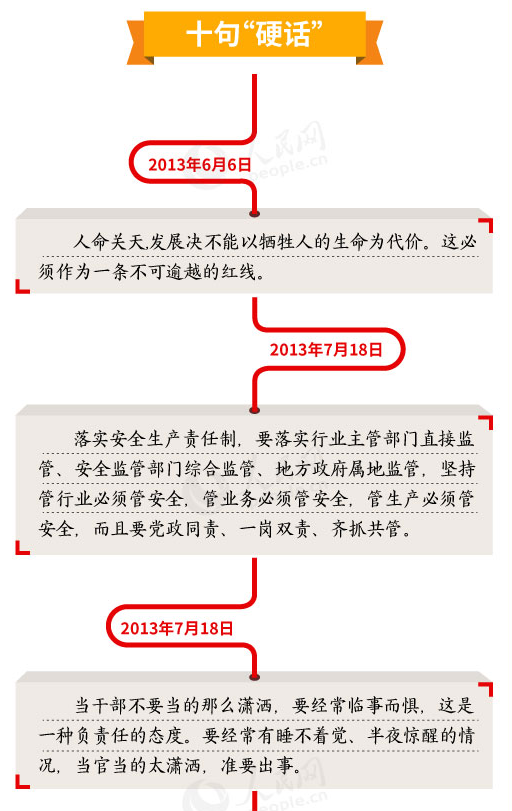 十句“硬话”
人民网
people.cn
2013年6月6日
人命关天,发展决不能以牺牲人的生命为代价。这必
须作为一条不可逾越的红线。
2013年7月18日
落实安全生产责任制，要落实行业主管部门直接监
管、安全监管部门综合监管、地方政府属地监管，坚持
管行业必须管安全，管业务必须管安全，管生产必须管
安全，而且要党政同责、一岗双责、齐抓共管。
2013年7月18日
当干部不要当的那么潇洒，要经常临事而惧，这是
一种负责任的态度。要经常有睡不着觉、半夜惊醒的情
况，当官当的太潇洒，准要出事。
人民网
people.cn